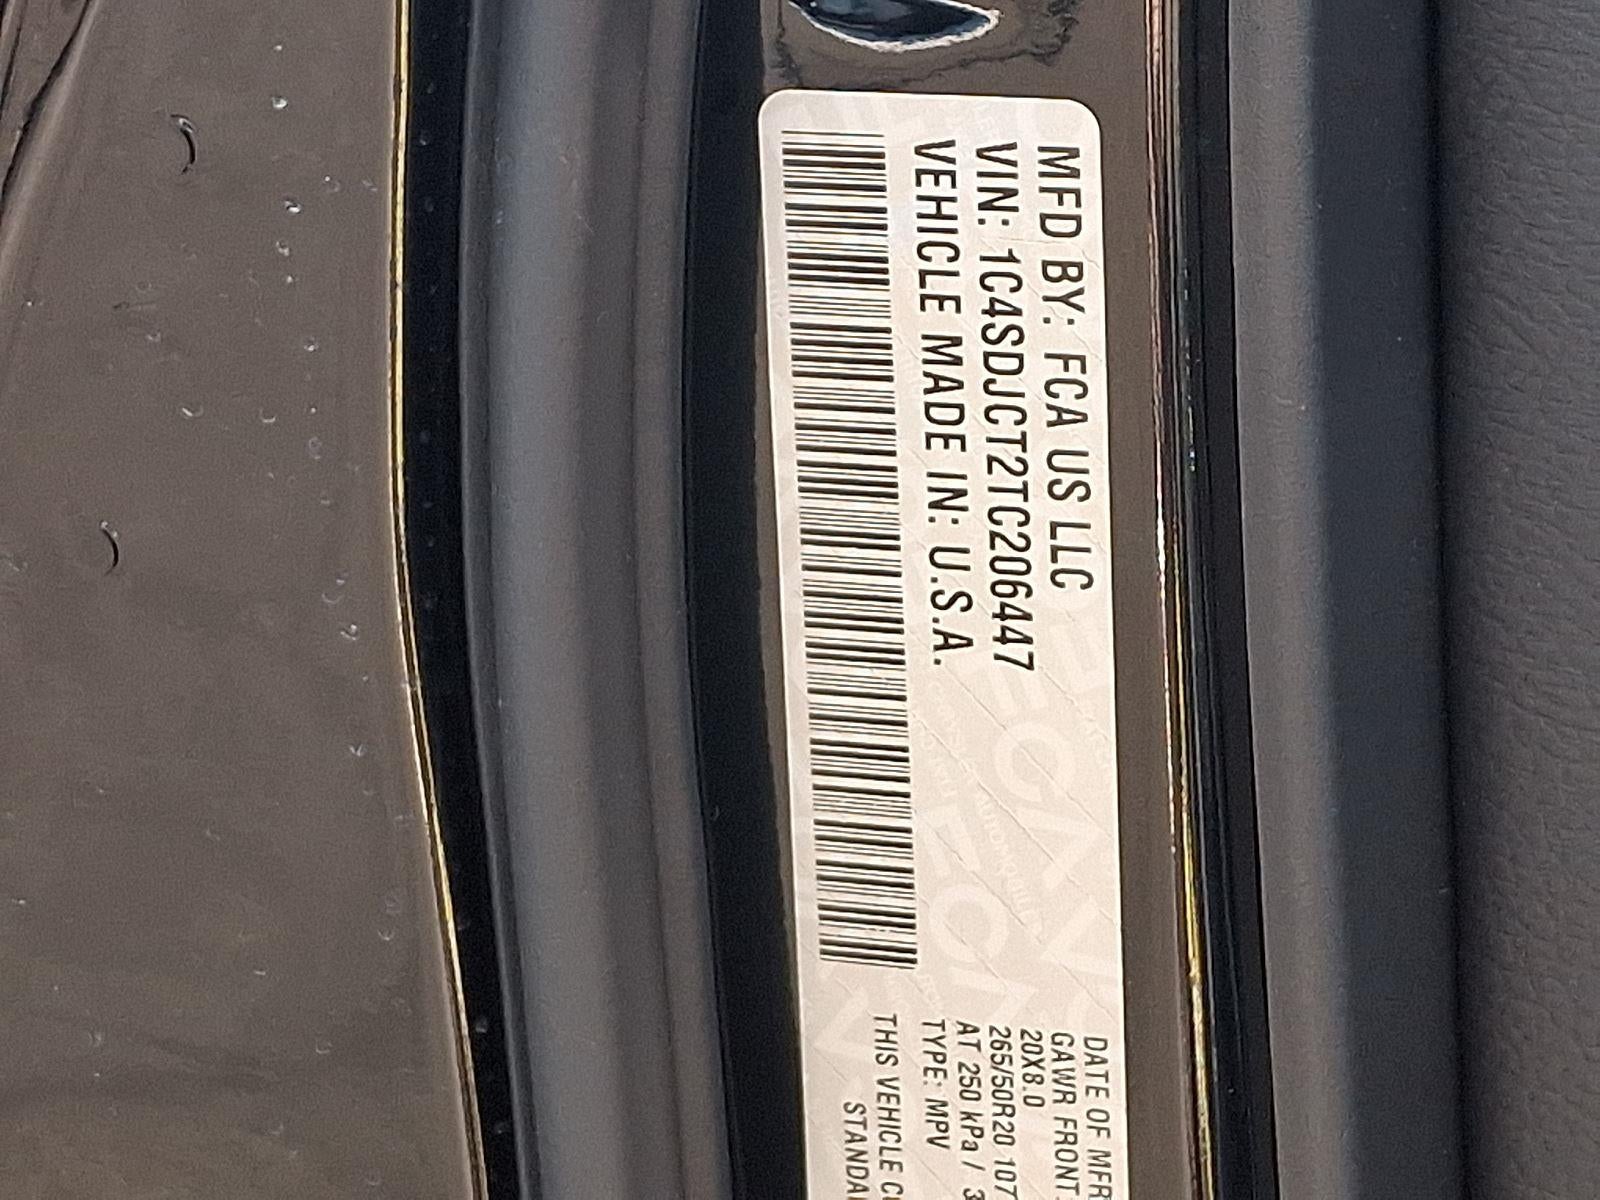 MFD BY: FCA US LLC
VIN: 1C4SDJCT2TC206447
VEHICLE MADE IN: U.S.A.
DATE OF MFR
GAWR FRONT:
20X8.0
265/50R20 107
AT 250 kPa / 3
TYPE: MPV
THIS VEHICLE